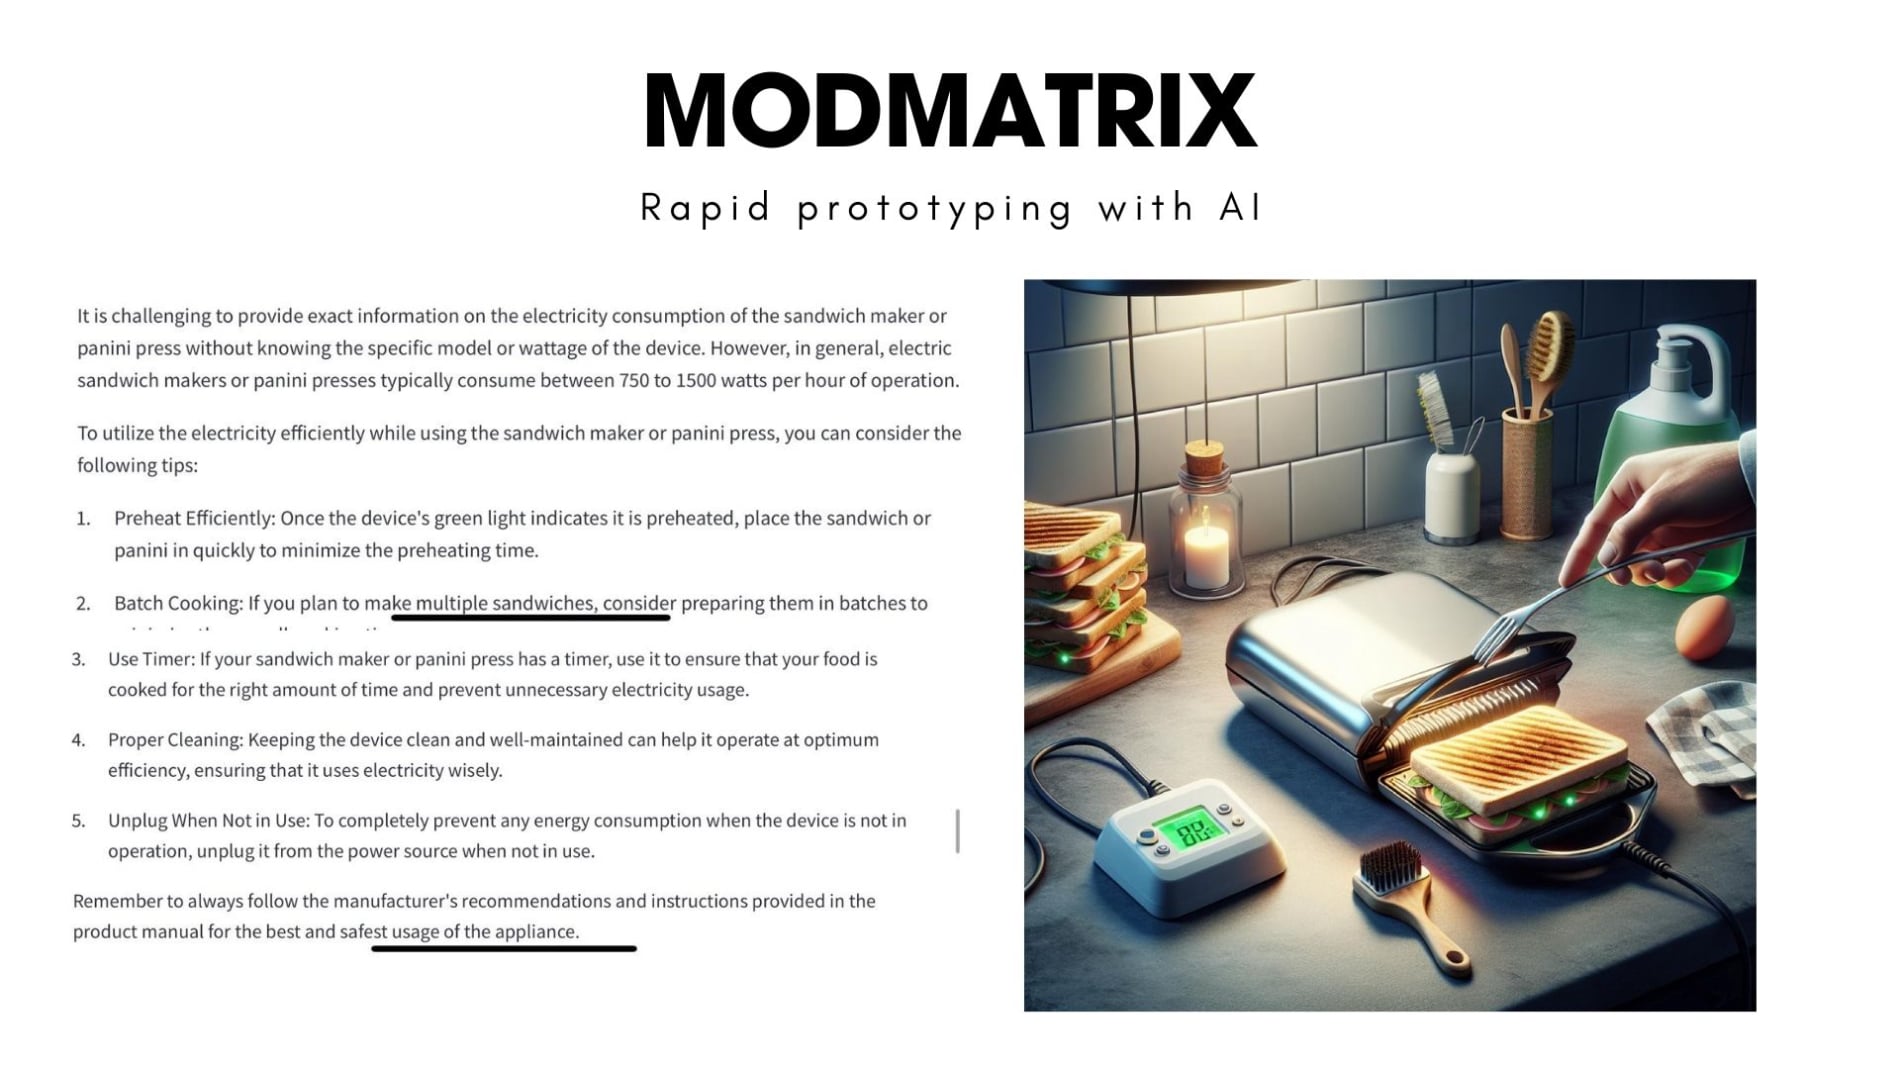 MODMATRIX
Rapid prototyping with AI
It is challenging to provide exact information on the electricity consumption of the sandwich maker or
panini press without knowing the specific model or wattage of the device. However, in general, electric
sandwich makers or panini presses typically consume between 750 to 1500 watts per hour of operation.
To utilize the electricity efficiently while using the sandwich maker or panini press, you can consider the
following tips:
1. Preheat Efficiently: Once the device's green light indicates it is preheated, place the sandwich or
panini in quickly to minimize the preheating time.
2. Batch Cooking: If you plan to make multiple sandwiches, consider preparing them in batches to
3. Use Timer: If your sandwich maker or panini press has a timer, use it to ensure that your food is
cooked for the right amount of time and prevent unnecessary electricity usage.
4. Proper Cleaning: Keeping the device clean and well-maintained can help it operate at optimum
efficiency, ensuring that it uses electricity wisely.
5. Unplug When Not in Use: To completely prevent any energy consumption when the device is not in
operation, unplug it from the power source when not in use.
Remember to always follow the manufacturer's recommendations and instructions provided in the
product manual for the best and safest usage of the appliance.